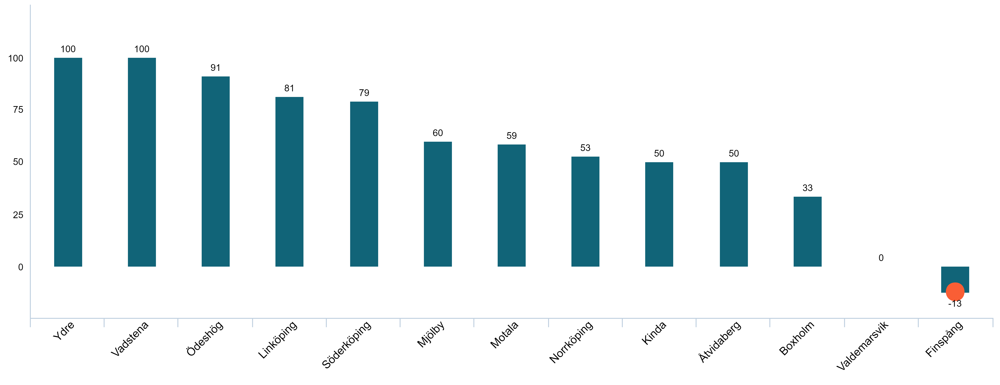 100
75
50
25
0
100
100
91
81
79
60
59
53
50
50
33
0
-13
Ydre
Vadstena
Ödeshög
Linköping
Söderköping
Mjölby
Motala
Norrköping
Kinda
Åtvidaberg
Boxholm
Valdemarsvik
Finspång